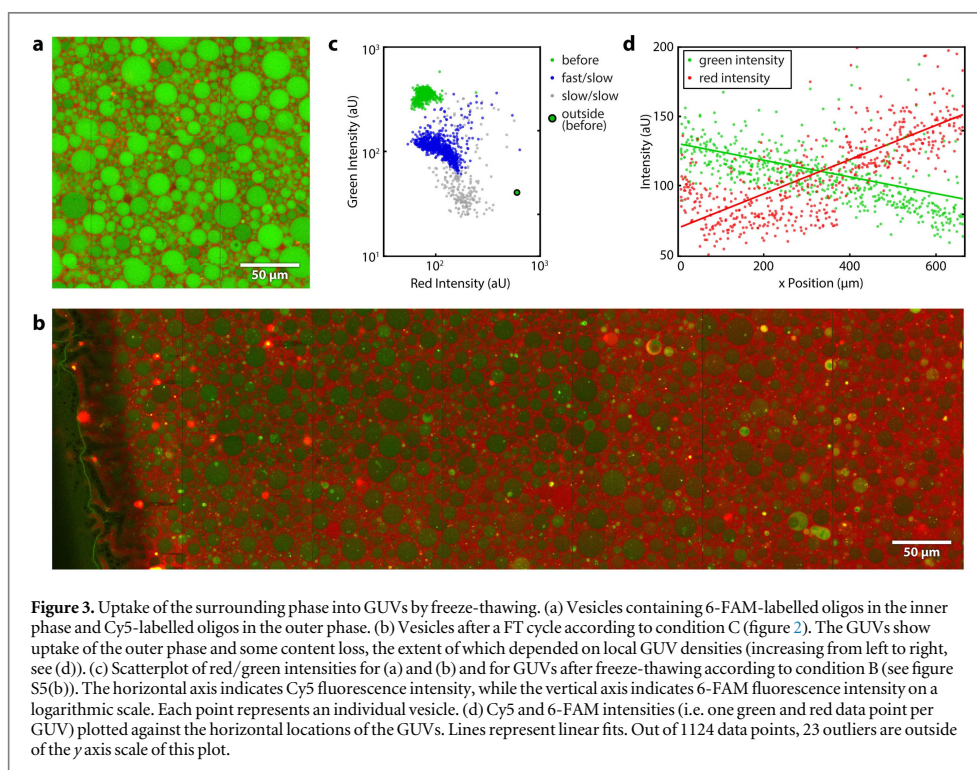 a
50 µm
c
10³
10²
10¹
Green Intensity (aU)
10²
10³
Red Intensity (aU)
before
fast/slow
slow/slow
outside
(before)
d
200
150
100
50
Intensity (aU)
green intensity
red intensity
0
200
400
600
x Position (µm)
b
50 µm
Figure 3. Uptake of the surrounding phase into GUVs by freeze-thawing. (a) Vesicles containing 6-FAM-labelled oligos in the inner
phase and Cy5-labelled oligos in the outer phase. (b) Vesicles after a FT cycle according to condition C (figure 2). The GUVs show
uptake of the outer phase and some content loss, the extent of which depended on local GUV densities (increasing from left to right,
see (d)). (c) Scatterplot of red/green intensities for (a) and (b) and for GUVs after freeze-thawing according to condition B (see figure
S5(b)). The horizontal axis indicates Cy5 fluorescence intensity, while the vertical axis indicates 6-FAM fluorescence intensity on a
logarithmic scale. Each point represents an individual vesicle. (d) Cy5 and 6-FAM intensities (i.e. one green and red data point per
GUV) plotted against the horizontal locations of the GUVs. Lines represent linear fits. Out of 1124 data points, 23 outliers are outside
of the y axis scale of this plot.